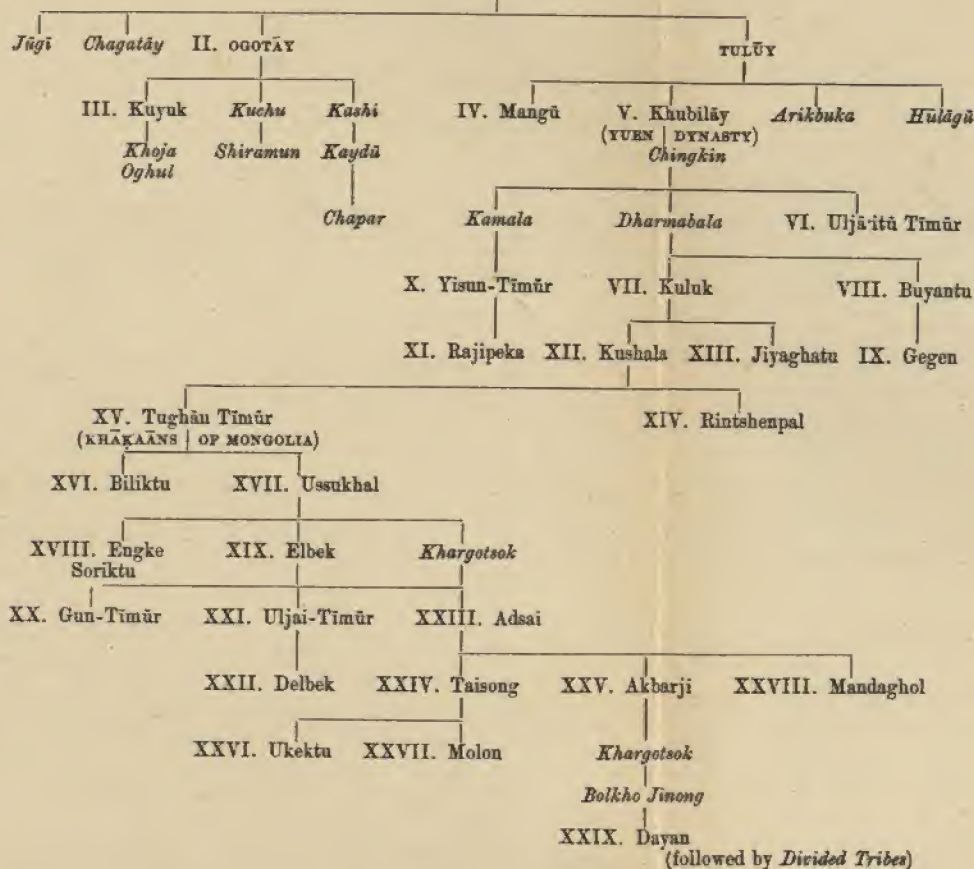 Jūgī Chagatāy II. OGOTĀY TULŪY
III. Kuyuk Kuchu Kashi IV. Mangū V. Khubilāy Arikbuka Hūlāgū
(YUEN DYNASTY)
Khoja Oghul Shiramun Kaydū Chingkin
Chapar Kamala Dharmabala VI. Uljā·itū Tīmūr
X. Yisun-Tīmūr VII. Kuluk VIII. Buyantu
XI. Rajipeka XII. Kushala XIII. Jiyaghatu IX. Gegen
XV. Tughān Tīmūr XIV. Rintshenpal
(KHĀḲAĀNS OF MONGOLIA)
XVI. Biliktu XVII. Ussukhal
XVIII. Engke Soriktu XIX. Elbek Khargotsok
XX. Gun-Tīmūr XXI. Uljai-Tīmūr XXIII. Adsai
XXII. Delbek XXIV. Taisong XXV. Akbarji XXVIII. Mandaghol
XXVI. Ukektu XXVII. Molon Khargotsok
Bolkho Jinong
XXIX. Dayan
(followed by Divided Tribes)